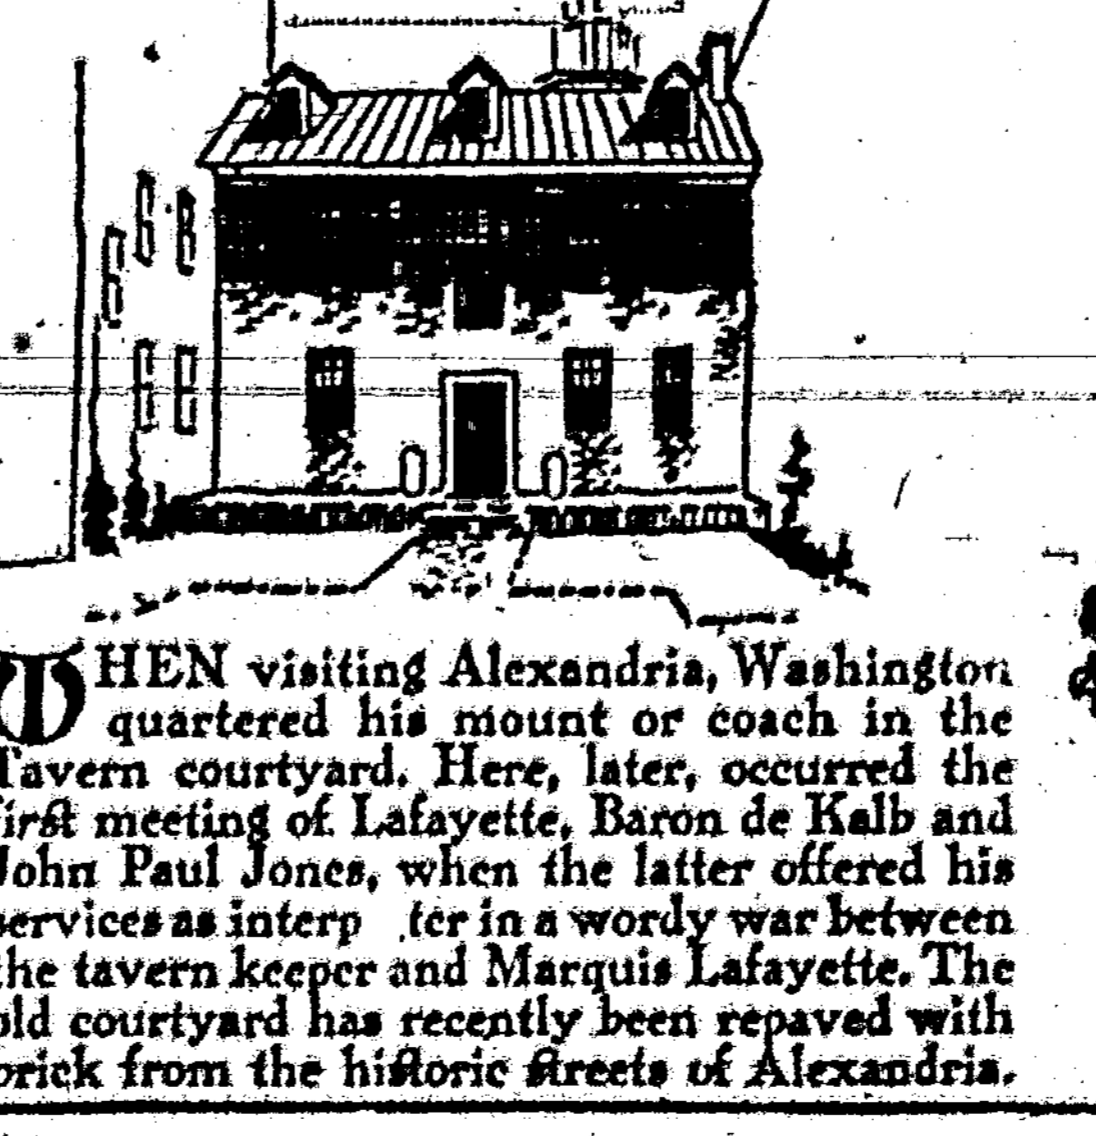 WHEN visiting Alexandria, Washington
quartered his mount or coach in the
Tavern courtyard. Here, later, occurred the
first meeting of Lafayette, Baron de Kalb and
John Paul Jones, when the latter offered his
services as interp ter in a wordy war between
the tavern keeper and Marquis Lafayette. The
old courtyard has recently been repaved with
brick from the historic streets of Alexandria.